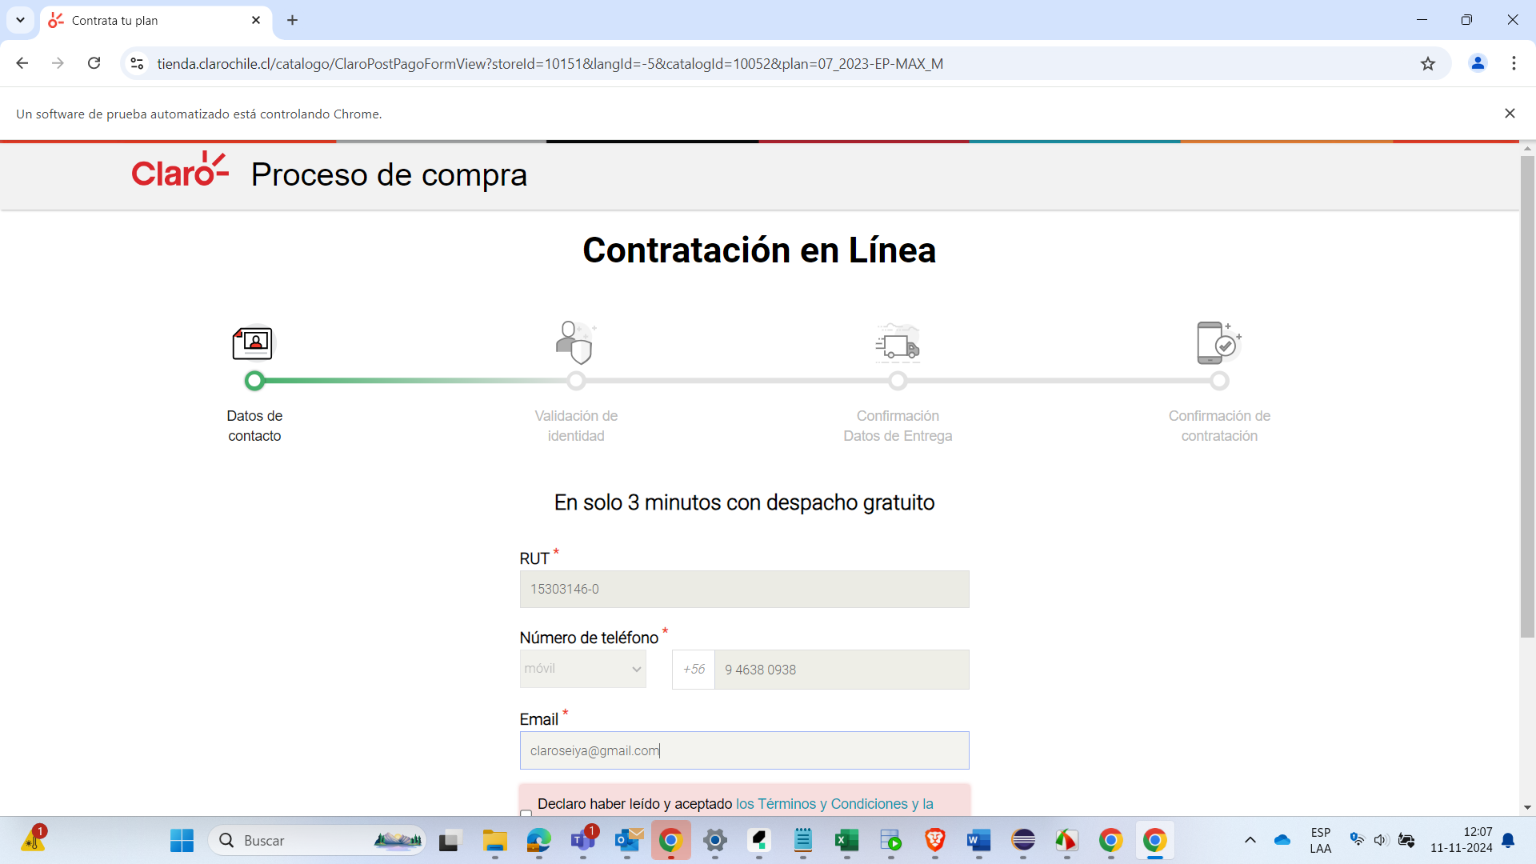 Contrata tu plan
tienda.clarochile.cl/catalogo/ClaroPostPagoFormView?storeId=10151&langId=-5&catalogId=10052&plan=07_2023-EP-MAX_M
Un software de prueba automatizado está controlando Chrome.
Claro Proceso de compra
Contratación en Línea
Datos de
contacto
Validación de
identidad
Confirmación
Datos de Entrega
Confirmación de
contratación
En solo 3 minutos con despacho gratuito
RUT *
15303146-0
Número de teléfono *
móvil +56 9 4638 0938
Email *
claroseiya@gmail.com
Declaro haber leído y aceptado los Términos y Condiciones y la
1
Buscar
1
ESP
LAA
12:07
11-11-2024